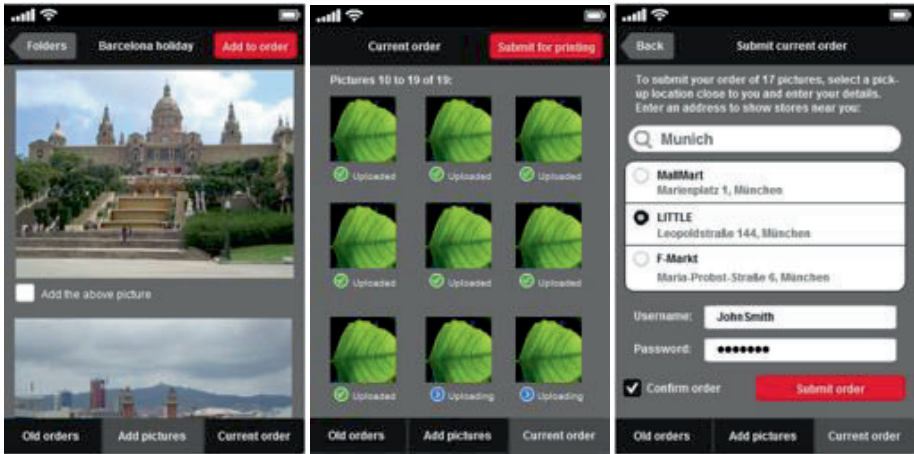 Folders
Barcelona holiday
Add to order
Add the above picture
Old orders
Add pictures
Current order
Current order
Submit for printing
Pictures 10 to 19 of 19:
Uploaded
Uploaded
Uploaded
Uploaded
Uploaded
Uploaded
Uploaded
Uploading
Uploading
Old orders
Add pictures
Current order
Back
Submit current order
To submit your order of 17 pictures, select a pick-
up location close to you and enter your details.
Enter an address to show stores near you:
Munich
MallMart
Marienplatz 1, München
LITTLE
Leopoldstraße 144, München
F-Markt
Maria-Probst-Straße 6, München
Username:
JohnSmith
Password:
Confirm order
Submit order
Old orders
Add pictures
Current order